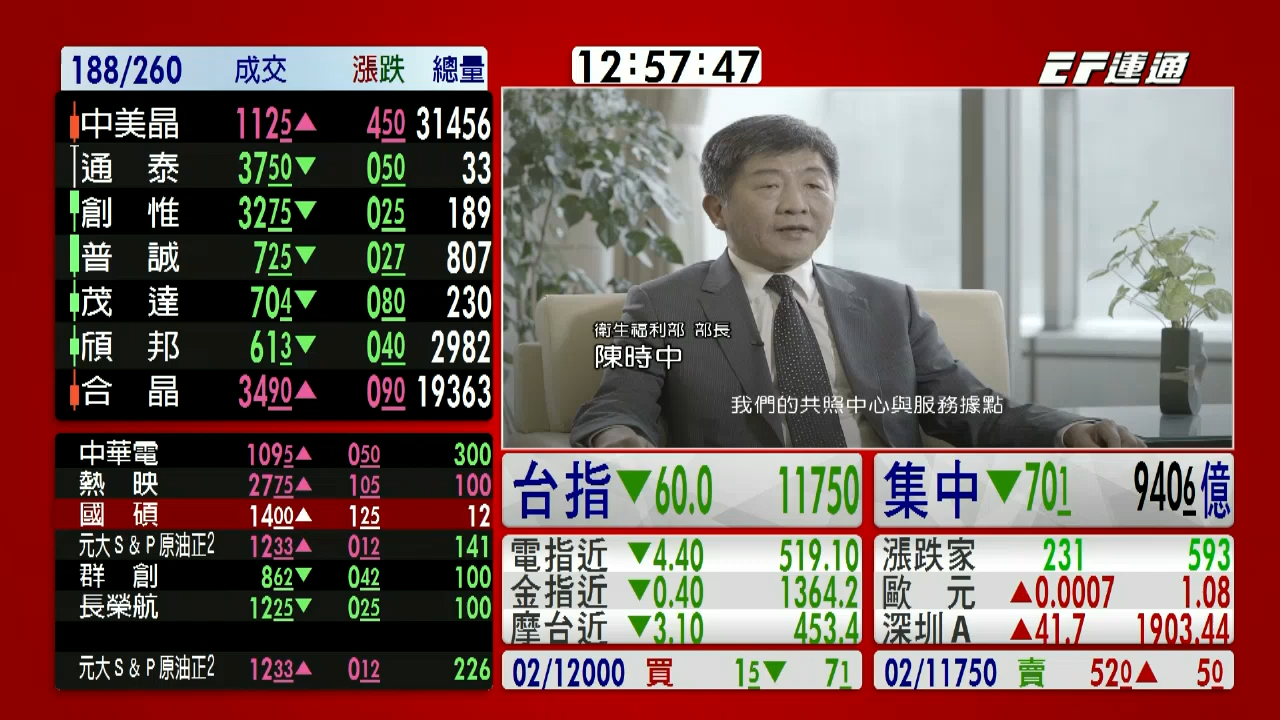 188/260 成交 漲跌 總量
12:57:47
EF運通
中美晶 1125▲ 450 31456
通泰 3750▼ 050 33
創惟 3275▼ 025 189
普誠 725▼ 027 807
茂達 704▼ 080 230
頎邦 613▼ 040 2982
合晶 3490▲ 090 19363
衛生福利部 部長
陳時中
我們的共照中心與服務據點
中華電 1095▲ 050 300
熱映 2775▲ 105 100
國碩 1400▲ 125 12
元大S&P原油正2 1233▲ 012 141
群創 862▼ 042 100
長榮航 1225▼ 025 100
元大S&P原油正2 1233▲ 012 226
台指▼60.0 11750
集中▼701 9406億
電指近▼4.40 519.10
金指近▼0.40 1364.2
摩台近▼3.10 453.4
漲跌家 231 593
歐元▲0.0007 1.08
深圳A▲41.7 1903.44
02/12000 買 15▼ 71
02/11750 賣 520▲ 50